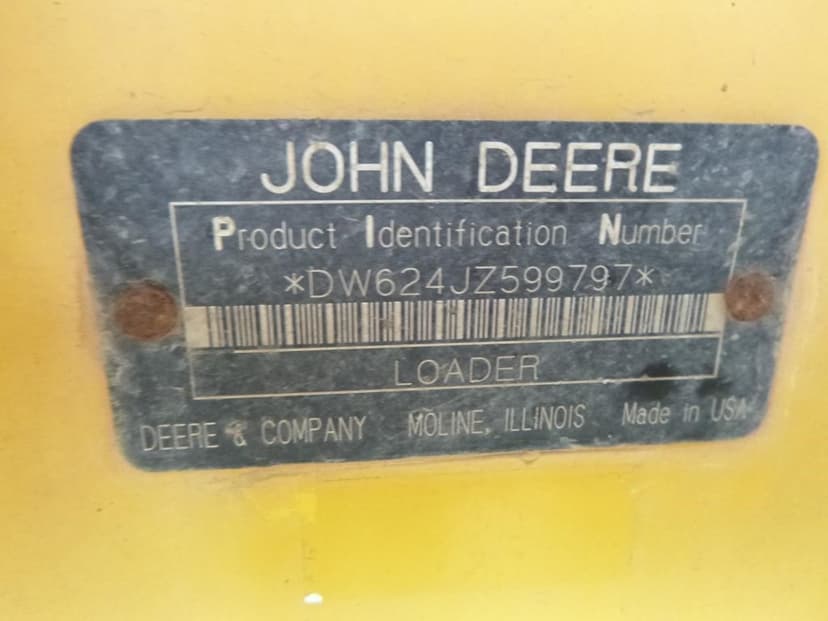 JOHN DEERE
Product Identification Number
*DW624JZ599797*
LOADER
DEERE & COMPANY MOLINE, ILLINOIS Made in USA